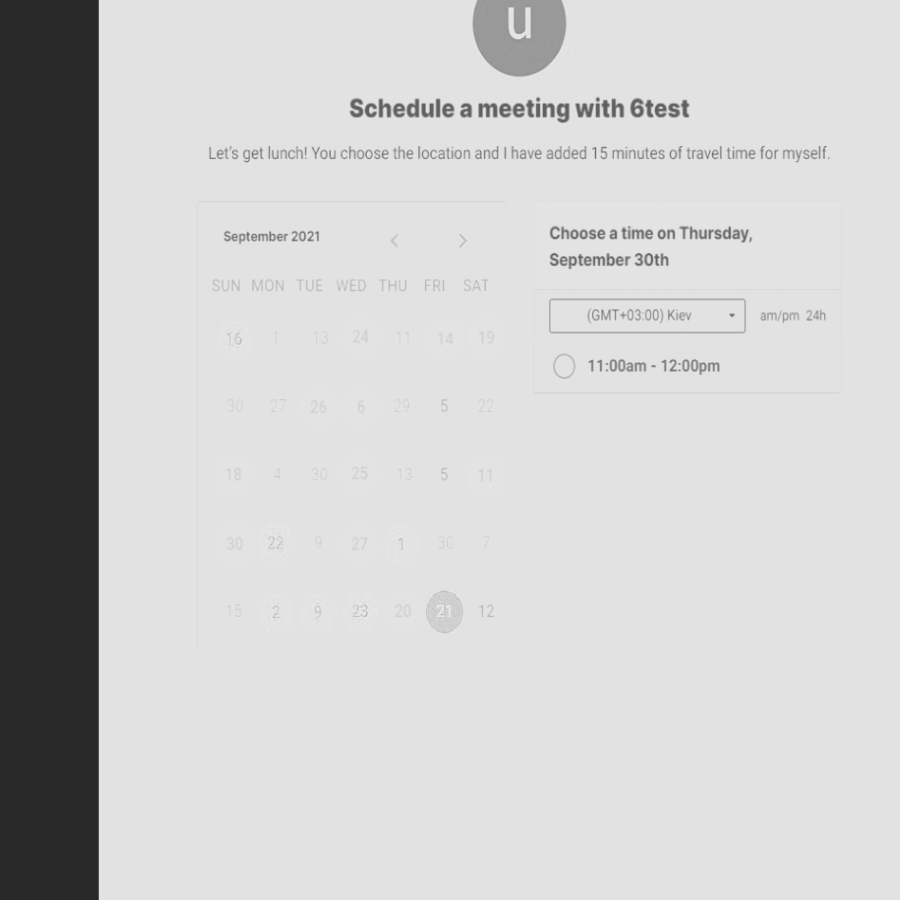 u
Schedule a meeting with 6test
Let's get lunch! You choose the location and I have added 15 minutes of travel time for myself.
September 2021
SUN MON TUE WED THU FRI SAT
16 1 13 24 11 14 19
30 27 26 6 29 5 22
18 4 30 25 13 5 11
30 22 9 27 1 30 7
15 2 9 23 20 21 12
Choose a time on Thursday,
September 30th
(GMT+03:00) Kiev am/pm 24h
11:00am - 12:00pm